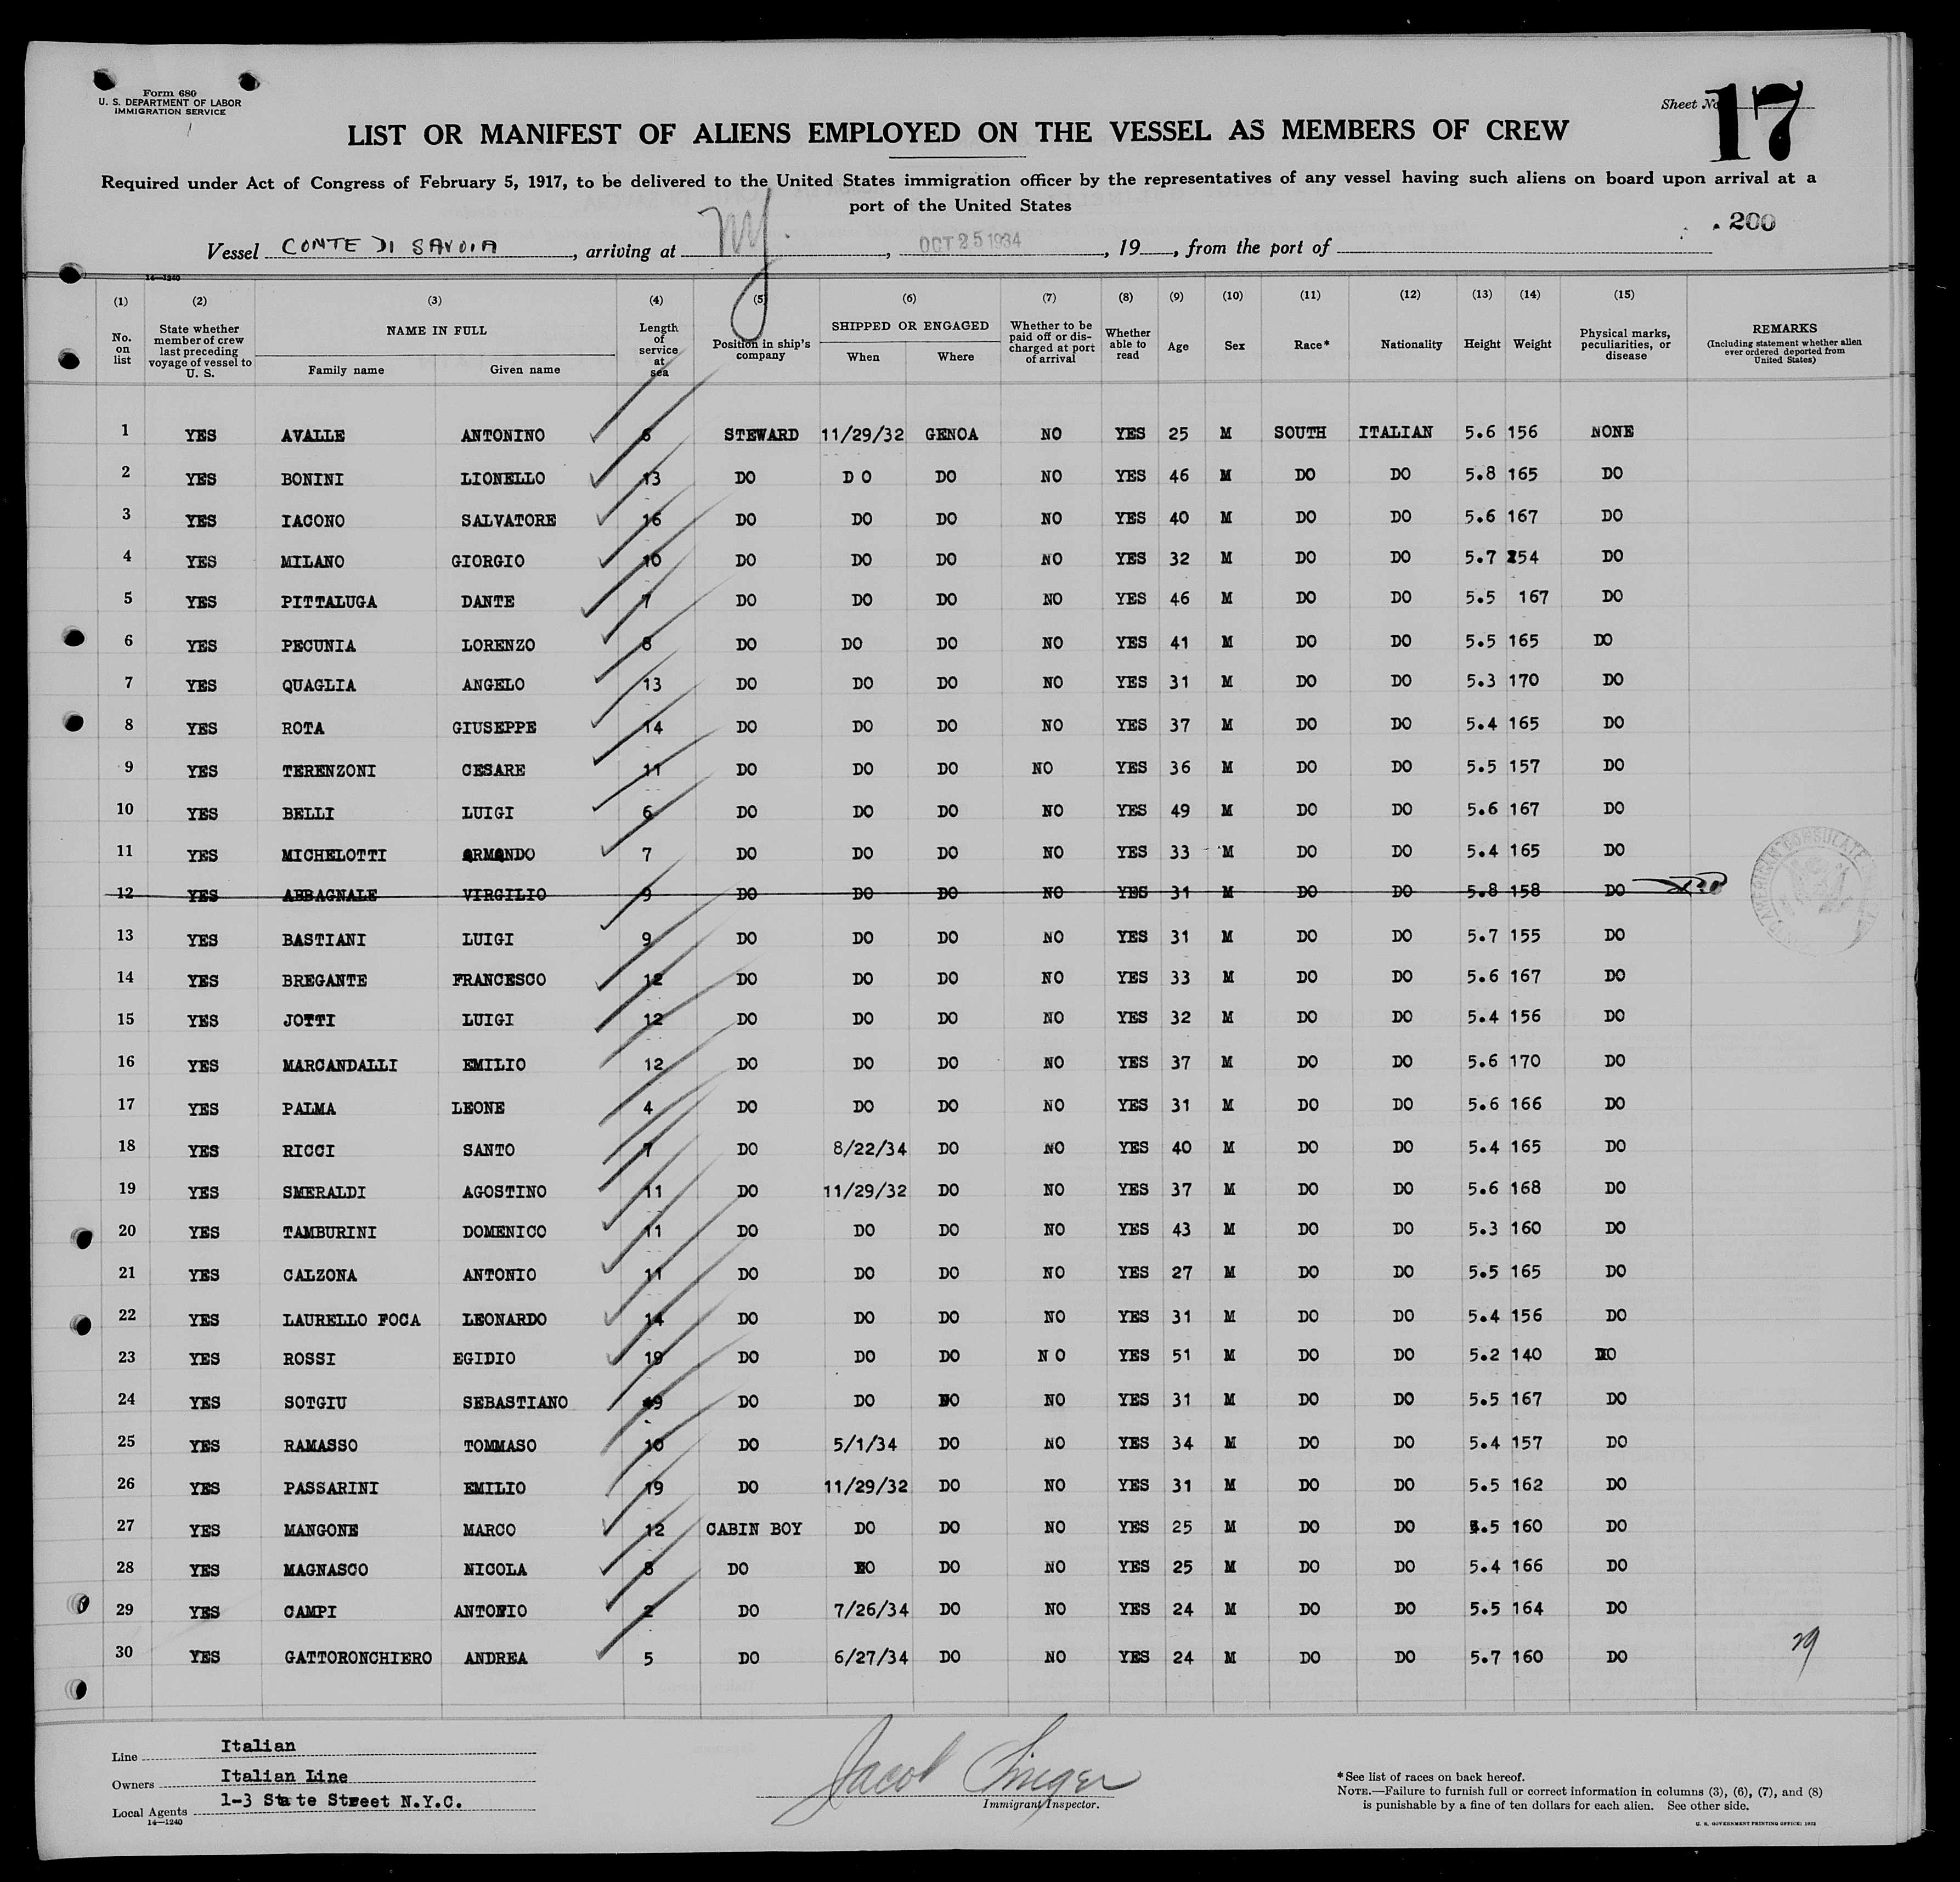 Form 680
U. S. DEPARTMENT OF LABOR
IMMIGRATION SERVICE
Sheet No. 17
LIST OR MANIFEST OF ALIENS EMPLOYED ON THE VESSEL AS MEMBERS OF CREW
Required under Act of Congress of February 5, 1917, to be delivered to the United States immigration officer by the representatives of any vessel having such aliens on board upon arrival at a
port of the United States
. 200
Vessel CONTE DI SAVOIA, arriving at NY., OCT 25 1934, 19, from the port of
14—1240
(1) (2) (3) (4) (5) (6) (7) (8) (9) (10) (11) (12) (13) (14) (15)
No. on list
State whether member of crew last preceding voyage of vessel to U. S.
NAME IN FULL
Family name Given name
Length of service at sea
Position in ship's company
SHIPPED OR ENGAGED
When Where
Whether to be paid off or discharged at port of arrival
Whether able to read
Age
Sex
Race*
Nationality
Height
Weight
Physical marks, peculiarities, or disease
REMARKS
(Including statement whether alien ever ordered deported from United States)
1 YES AVALLE ANTONINO 6 STEWARD 11/29/32 GENOA NO YES 25 M SOUTH ITALIAN 5.6 156 NONE
2 YES BONINI LIONELLO 13 DO D O DO NO YES 46 M DO DO 5.8 165 DO
3 YES IACONO SALVATORE 16 DO DO DO NO YES 40 M DO DO 5.6 167 DO
4 YES MILANO GIORGIO 10 DO DO DO NO YES 32 M DO DO 5.7 154 DO
5 YES PITTALUGA DANTE 7 DO DO DO NO YES 46 M DO DO 5.5 167 DO
6 YES PECUNIA LORENZO 8 DO DO DO NO YES 41 M DO DO 5.5 165 DO
7 YES QUAGLIA ANGELO 13 DO DO DO NO YES 31 M DO DO 5.3 170 DO
8 YES ROTA GIUSEPPE 14 DO DO DO NO YES 37 M DO DO 5.4 165 DO
9 YES TERENZONI CESARE 11 DO DO DO NO YES 36 M DO DO 5.5 157 DO
10 YES BELLI LUIGI 6 DO DO DO NO YES 49 M DO DO 5.6 167 DO
11 YES MICHELOTTI ARMANDO 7 DO DO DO NO YES 33 M DO DO 5.4 165 DO
12 YES ABBAGNALE VIRGILIO 9 DO DO DO NO YES 31 M DO DO 5.8 158 DO
13 YES BASTIANI LUIGI 9 DO DO DO NO YES 31 M DO DO 5.7 155 DO
14 YES BREGANTE FRANCESCO 12 DO DO DO NO YES 33 M DO DO 5.6 167 DO
15 YES JOTTI LUIGI 12 DO DO DO NO YES 32 M DO DO 5.4 156 DO
16 YES MARCANDALLI EMILIO 12 DO DO DO NO YES 37 M DO DO 5.6 170 DO
17 YES PALMA LEONE 4 DO DO DO NO YES 31 M DO DO 5.6 166 DO
18 YES RICCI SANTO 7 DO 8/22/34 DO NO YES 40 M DO DO 5.4 165 DO
19 YES SMERALDI AGOSTINO 11 DO 11/29/32 DO NO YES 37 M DO DO 5.6 168 DO
20 YES TAMBURINI DOMENICO 11 DO DO DO NO YES 43 M DO DO 5.3 160 DO
21 YES CALZONA ANTONIO 11 DO DO DO NO YES 27 M DO DO 5.5 165 DO
22 YES LAURELLO FOCA LEONARDO 14 DO DO DO NO YES 31 M DO DO 5.4 156 DO
23 YES ROSSI EGIDIO 19 DO DO DO N O YES 51 M DO DO 5.2 140 DO
24 YES SOTGIU SEBASTIANO 19 DO DO DO NO YES 31 M DO DO 5.5 167 DO
25 YES RAMASSO TOMMASO 10 DO 5/1/34 DO NO YES 34 M DO DO 5.4 157 DO
26 YES PASSARINI EMILIO 19 DO 11/29/32 DO NO YES 31 M DO DO 5.5 162 DO
27 YES MANGONE MARCO 12 CABIN BOY DO DO NO YES 25 M DO DO 5.5 160 DO
28 YES MAGNASCO NICOLA 8 DO DO DO NO YES 25 M DO DO 5.4 166 DO
29 YES CAMPI ANTONIO 2 DO 7/26/34 DO NO YES 24 M DO DO 5.5 164 DO
30 YES GATTORONCHIERO ANDREA 5 DO 6/27/34 DO NO YES 24 M DO DO 5.7 160 DO
29
AMERICAN CONSULATE
Line Italian
Owners Italian Line
Local Agents 1-3 State Street N.Y.C.
14—1240
Jacob Singer
Immigrant Inspector.
*See list of races on back hereof.
NOTE.—Failure to furnish full or correct information in columns (3), (6), (7), and (8)
is punishable by a fine of ten dollars for each alien. See other side.
U. S. GOVERNMENT PRINTING OFFICE: 1932